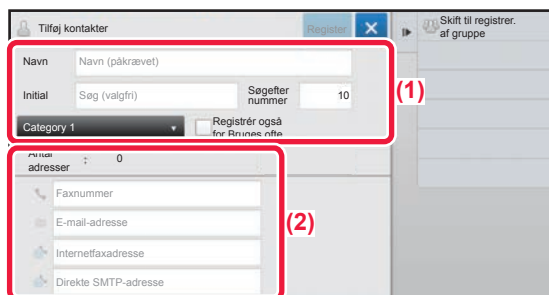 Tilføj kontakter
Register
Skift til registrer.
af gruppe
Navn
Navn (påkrævet)
Initial
Søg (valgfri)
Søgefter
nummer
10
(1)
Category 1
Registrér også
for Bruges ofte
Antal
adresser
:
0
Faxnummer
(2)
E-mail-adresse
Internetfaxadresse
Direkte SMTP-adresse